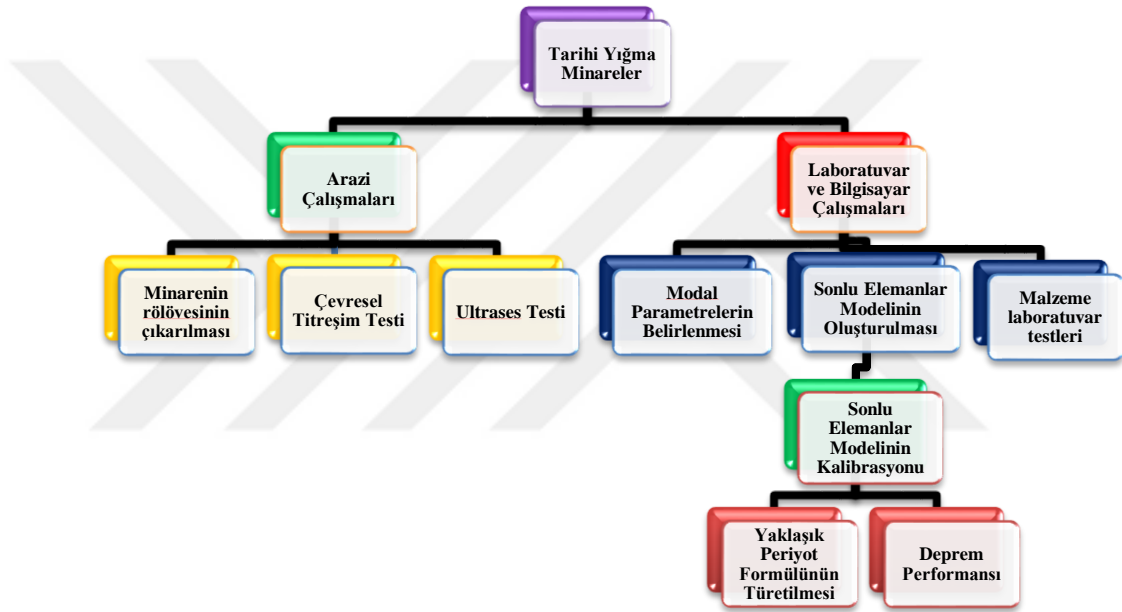 Tarihi Yığma
Minareler
Arazi
Çalışmaları
Laboratuvar
ve Bilgisayar
Çalışmaları
Minarenin
rölövesinin
çıkarılması
Çevresel
Titreşim Testi
Ultrases Testi
Modal
Parametrelerin
Belirlenmesi
Sonlu Elemanlar
Modelinin
Oluşturulması
Malzeme
laboratuvar
testleri
Sonlu
Elemanlar
Modelinin
Kalibrasyonu
Yaklaşık
Periyot
Formülünün
Türetilmesi
Deprem
Performansı